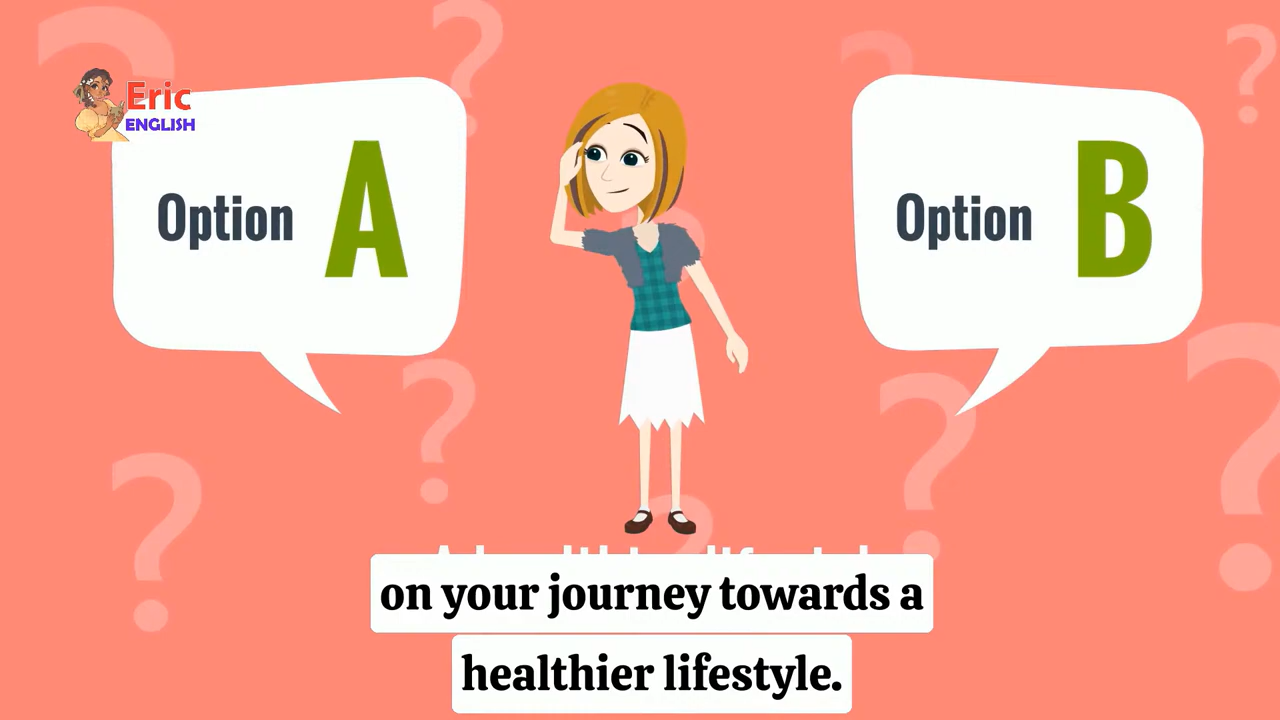 Eric
ENGLISH
Option A
Option B
on your journey towards a
healthier lifestyle.